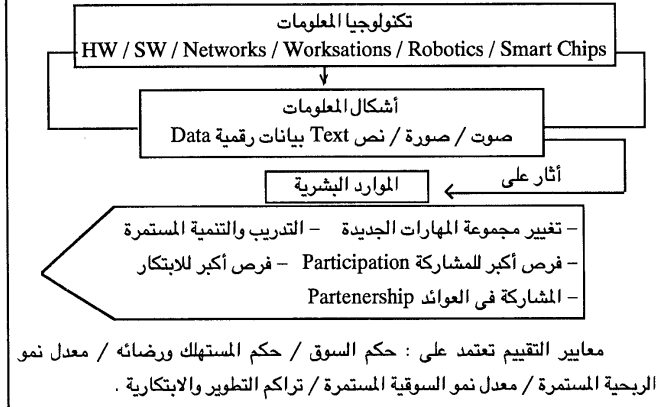 تكنولوجيا المعلومات
HW / SW / Networks / Worksations / Robotics / Smart Chips
أشكال المعلومات
صوت / صورة / نص Text بيانات رقمية Data
أثار على
الموارد البشرية
– تغيير مجموعة المهارات الجديدة – التدريب والتنمية المستمرة
– فرص أكبر للمشاركة Participation – فرص أكبر للابتكار
– المشاركة فى العوائد Partenership
معايير التقييم تعتمد على : حكم السوق / حكم المستهلك ورضائه / معدل نمو
الربحية المستمرة / معدل نمو السوقية المستمرة / تراكم التطوير والابتكارية .